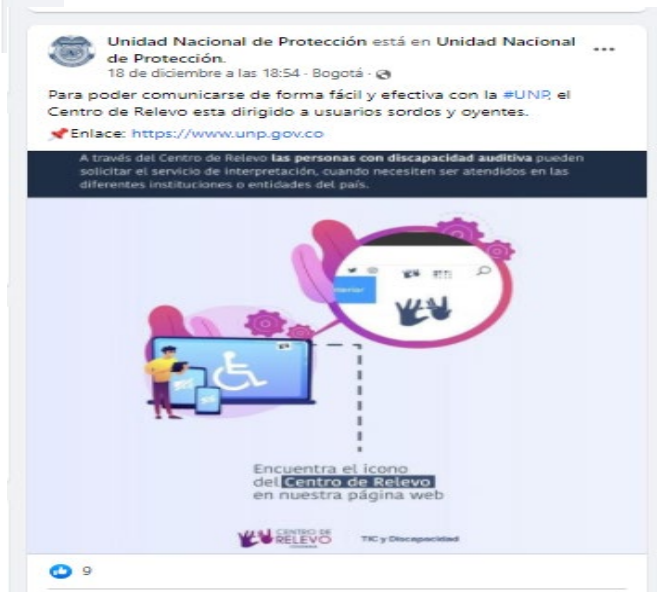 Unidad Nacional de Protección está en Unidad Nacional
de Protección.
18 de diciembre a las 18:54 · Bogotá ·
Para poder comunicarse de forma fácil y efectiva con la #UNP, el
Centro de Relevo esta dirigido a usuarios sordos y oyentes.
📌Enlace: https://www.unp.gov.co
A través del Centro de Relevo las personas con discapacidad auditiva pueden
solicitar el servicio de interpretación, cuando necesiten ser atendidos en las
diferentes instituciones o entidades del país.
Encuentra el icono
del Centro de Relevo
en nuestra página web
CENTRO DE
RELEVO
TIC y Discapacidad
9